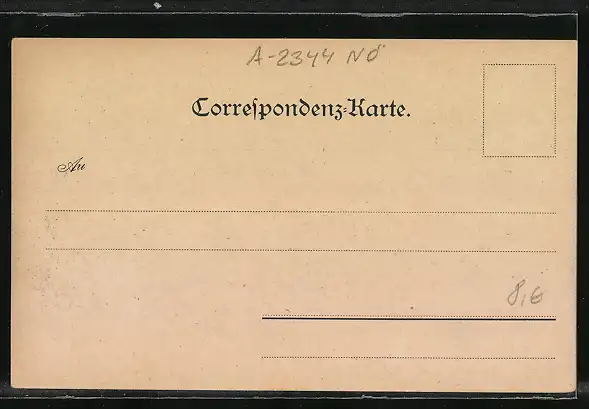 A-2344 NÖ
Correſpondenz-Karte.
An
8,€